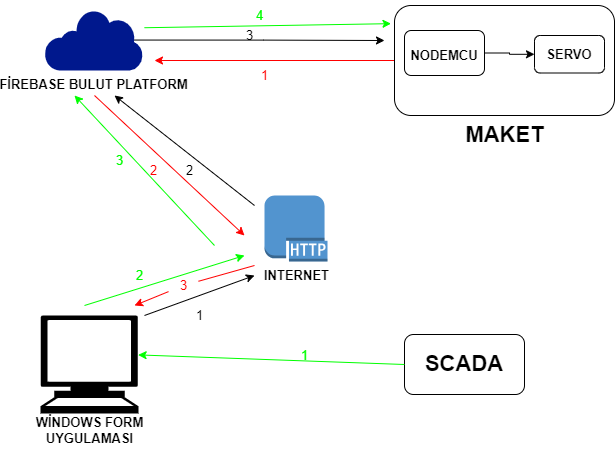 4
3
1
NODEMCU
SERVO
FİREBASE BULUT PLATFORM
MAKET
3
2
2
HTTP
INTERNET
2
3
1
1
SCADA
WİNDOWS FORM
UYGULAMASI